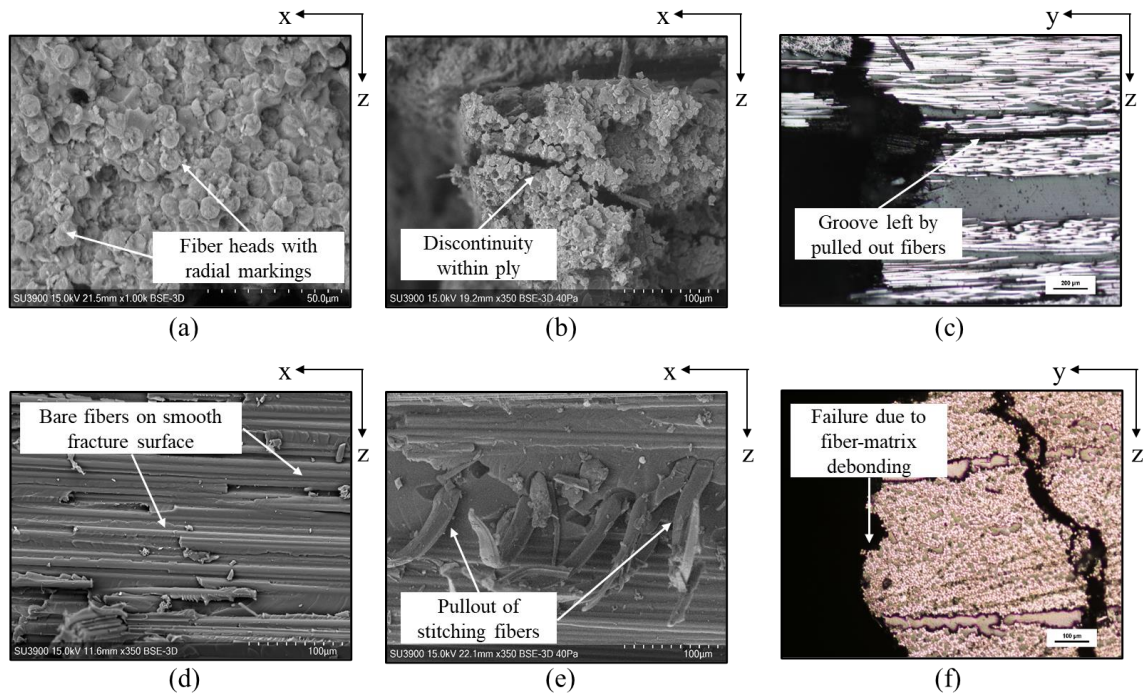 x
z
Fiber heads with
radial markings
SU3900 15.0kV 21.5mm x1.00k BSE-3D
50.0µm
(a)
x
z
Discontinuity
within ply
SU3900 15.0kV 19.2mm x350 BSE-3D 40Pa
100µm
(b)
y
z
Groove left by
pulled out fibers
200 µm
(c)
x
z
Bare fibers on smooth
fracture surface
SU3900 15.0kV 11.6mm x350 BSE-3D
100µm
(d)
x
z
Pullout of
stitching fibers
SU3900 15.0kV 22.1mm x350 BSE-3D 40Pa
100µm
(e)
y
z
Failure due to
fiber-matrix
debonding
100 µm
(f)